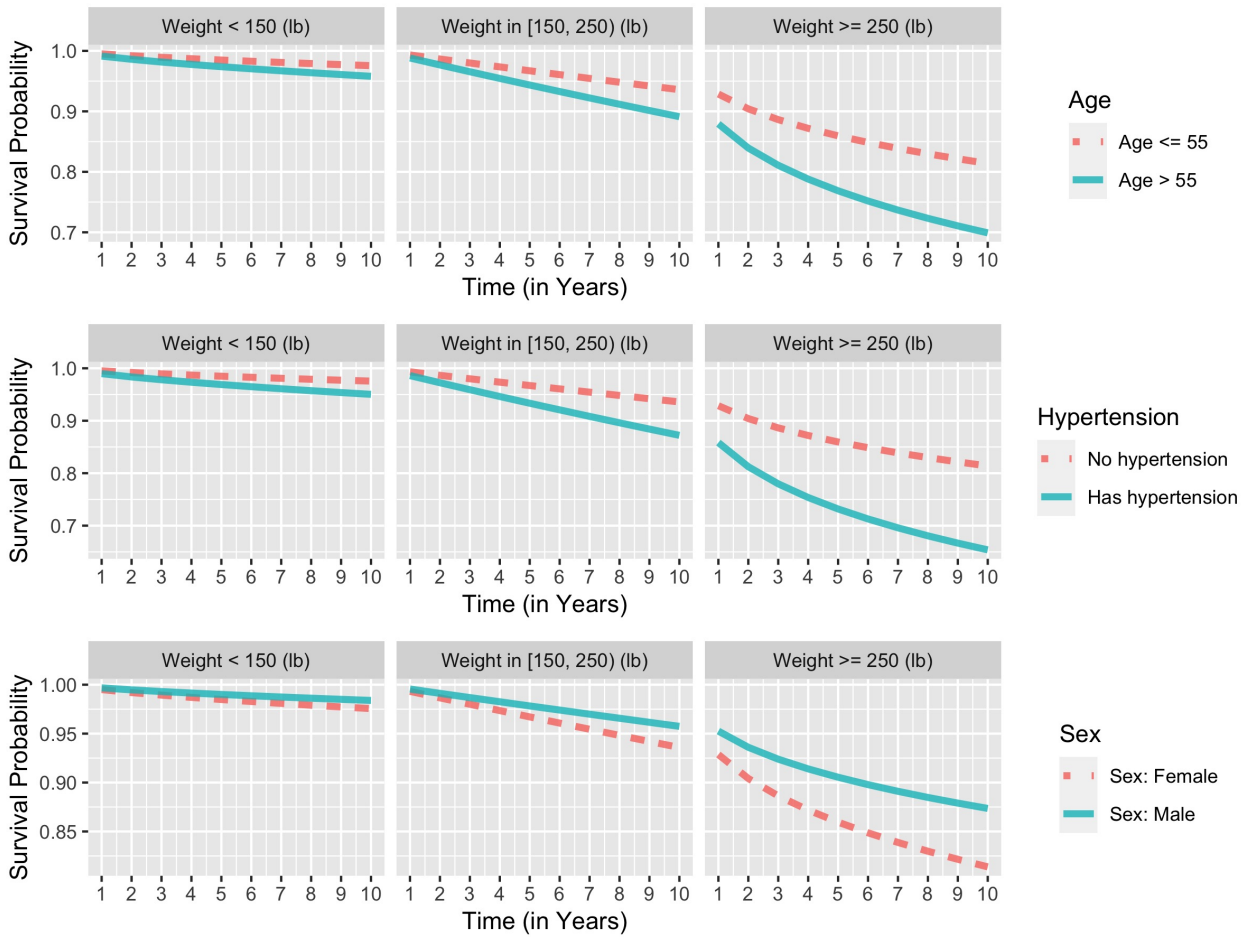 Weight < 150 (lb) Weight in [150, 250) (lb) Weight >= 250 (lb)
Survival Probability
1.0
0.9
0.8
0.7
1 2 3 4 5 6 7 8 9 10 1 2 3 4 5 6 7 8 9 10 1 2 3 4 5 6 7 8 9 10
Time (in Years)
Age
Age <= 55
Age > 55
Weight < 150 (lb) Weight in [150, 250) (lb) Weight >= 250 (lb)
Survival Probability
1.0
0.9
0.8
0.7
1 2 3 4 5 6 7 8 9 10 1 2 3 4 5 6 7 8 9 10 1 2 3 4 5 6 7 8 9 10
Time (in Years)
Hypertension
No hypertension
Has hypertension
Weight < 150 (lb) Weight in [150, 250) (lb) Weight >= 250 (lb)
Survival Probability
1.00
0.95
0.90
0.85
1 2 3 4 5 6 7 8 9 10 1 2 3 4 5 6 7 8 9 10 1 2 3 4 5 6 7 8 9 10
Time (in Years)
Sex
Sex: Female
Sex: Male